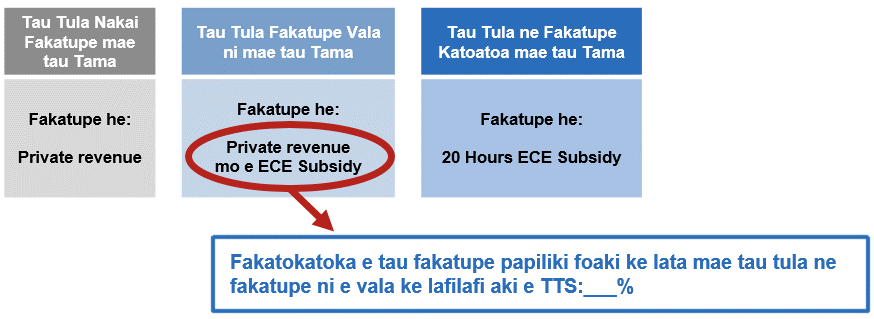 Tau Tula Nakai
Fakatupe mae
tau Tama
Fakatupe he:
Private revenue
Tau Tula Fakatupe Vala
ni mae tau Tama
Fakatupe he:
Private revenue
mo e ECE Subsidy
Tau Tula ne Fakatupe
Katoatoa mae tau Tama
Fakatupe he:
20 Hours ECE Subsidy
Fakatokatoka e tau fakatupe papiliki foaki ke lata mae tau tula ne
fakatupe ni e vala ke lafilafi aki e TTS:___%